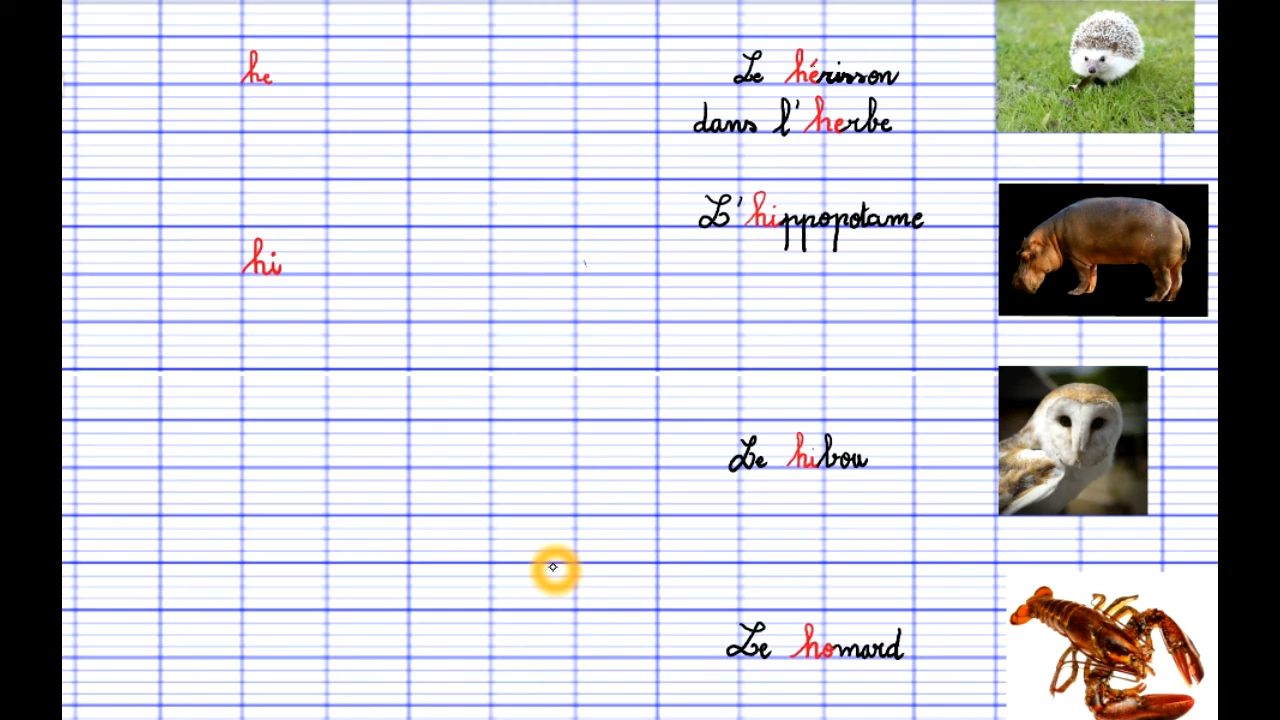 he
Le hérisson
dans l'herbe
L'hippopotame
hi
Le hibou
Le homard